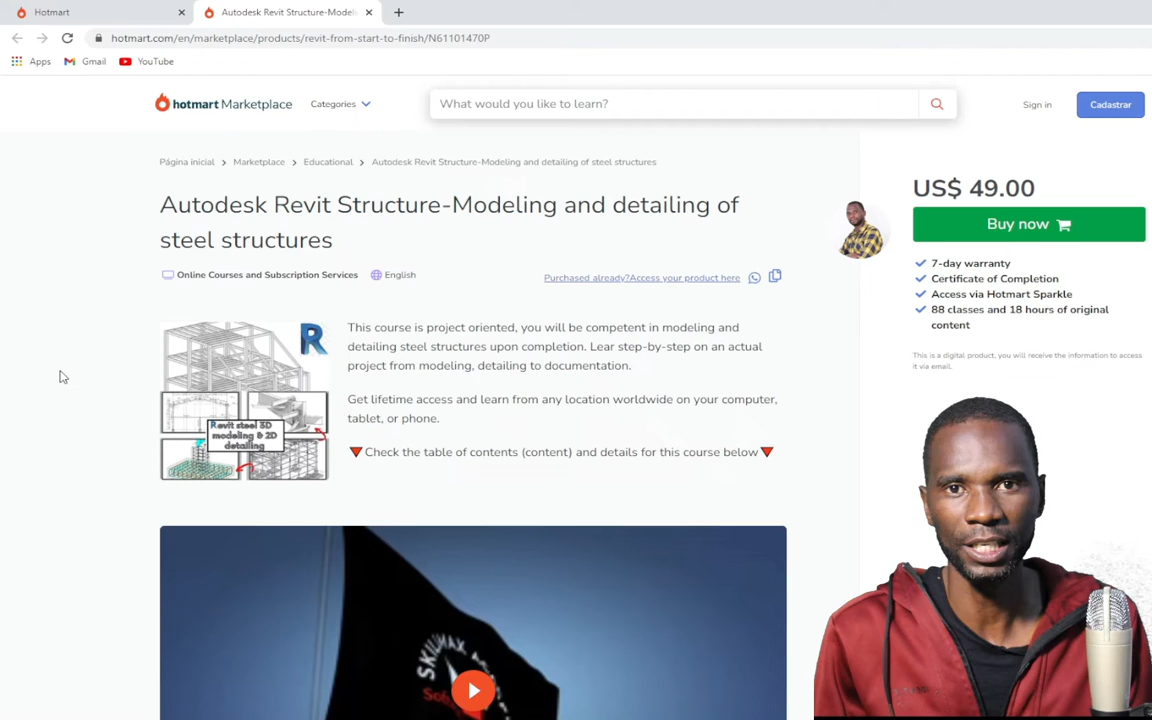 Hotmart
Autodesk Revit Structure-Modeli
hotmart.com/en/marketplace/products/revit-from-start-to-finish/N61101470P
Apps
Gmail
YouTube
hotmart Marketplace
Categories
What would you like to learn?
Sign in
Cadastrar
Página inicial
Marketplace
Educational
Autodesk Revit Structure-Modeling and detailing of steel structures
Autodesk Revit Structure-Modeling and detailing of
steel structures
Online Courses and Subscription Services
English
Purchased already?Access your product here
R
Revit steel 3D
modeling & 2D
detailing
This course is project oriented, you will be competent in modeling and
detailing steel structures upon completion. Lear step-by-step on an actual
project from modeling, detailing to documentation.
Get lifetime access and learn from any location worldwide on your computer,
tablet, or phone.
Check the table of contents (content) and details for this course below
US$ 49.00
Buy now
7-day warranty
Certificate of Completion
Access via Hotmart Sparkle
88 classes and 18 hours of original
content
This is a digital product, you will receive the information to access
it via email.